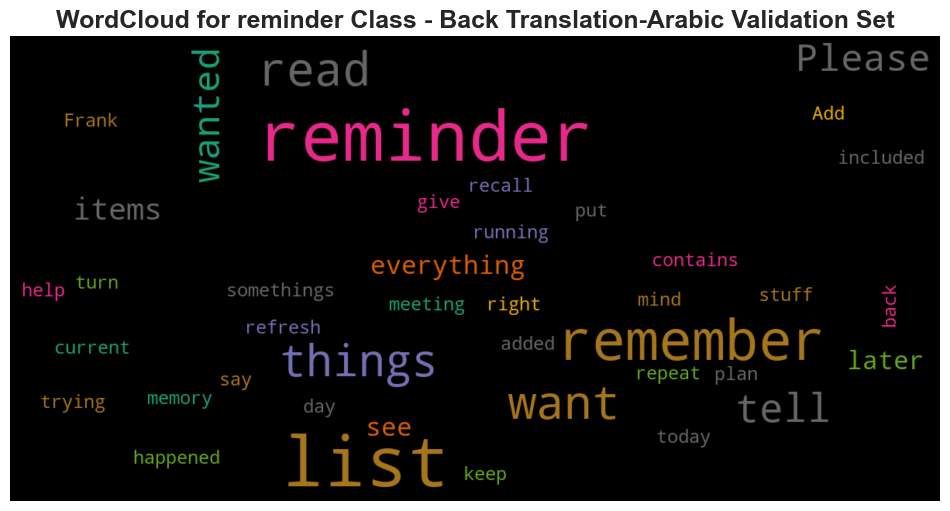 WordCloud for reminder Class - Back Translation-Arabic Validation Set
wanted
read
Please
Frank
reminder
Add
included
recall
items
give
put
running
everything
contains
help
turn
somethings
meeting
right
mind
stuff
back
refresh
current
things
added
remember
later
say
repeat
plan
trying
memory
day
want
tell
see
today
happened
list
keep